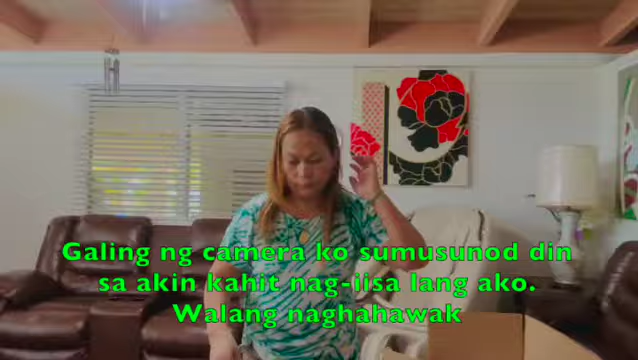 Galing ng camera ko sumusunod din
sa akin kahit nag-iisa lang ako.
Walang naghahawak